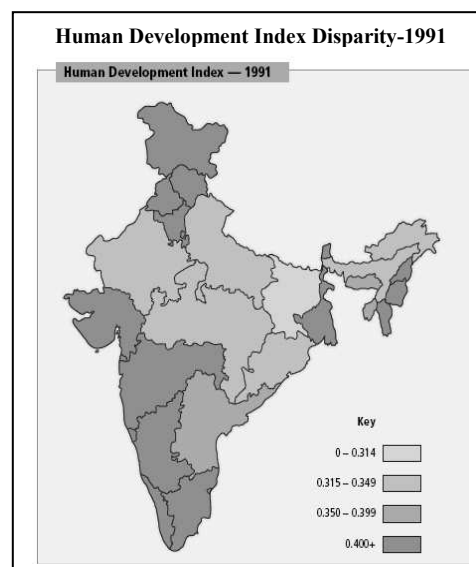 Human Development Index Disparity-1991
Human Development Index — 1991
Key
0 – 0.314
0.315 – 0.349
0.350 – 0.399
0.400+